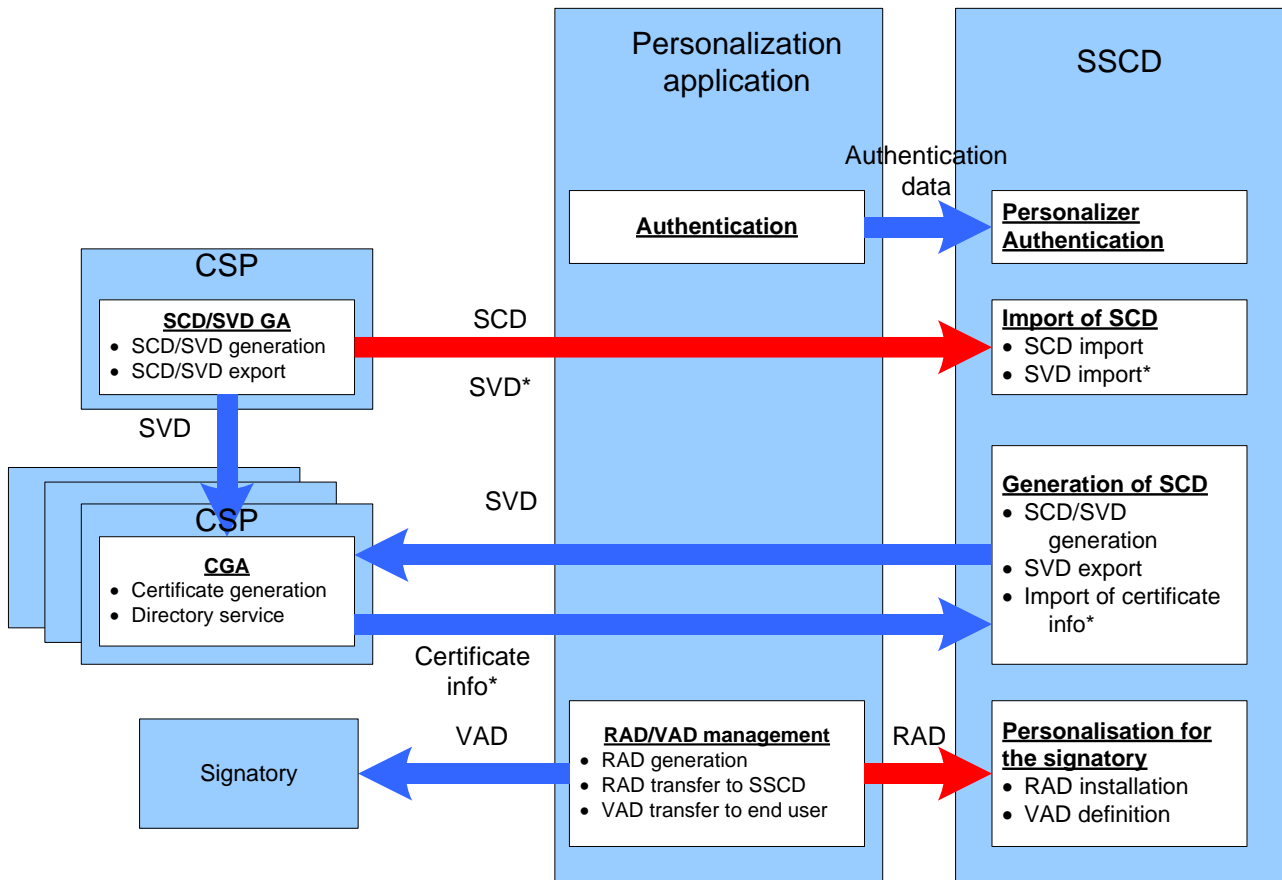 Personalization
application
SSCD
Authentication
data
Authentication
Personalizer
Authentication
CSP
SCD/SVD GA
• SCD/SVD generation
• SCD/SVD export
SCD
SVD*
Import of SCD
• SCD import
• SVD import*
SVD
CSP
CGA
• Certificate generation
• Directory service
SVD
Generation of SCD
• SCD/SVD
generation
• SVD export
• Import of certificate
info*
Certificate
info*
Signatory
VAD
RAD/VAD management
• RAD generation
• RAD transfer to SSCD
• VAD transfer to end user
RAD
Personalisation for
the signatory
• RAD installation
• VAD definition